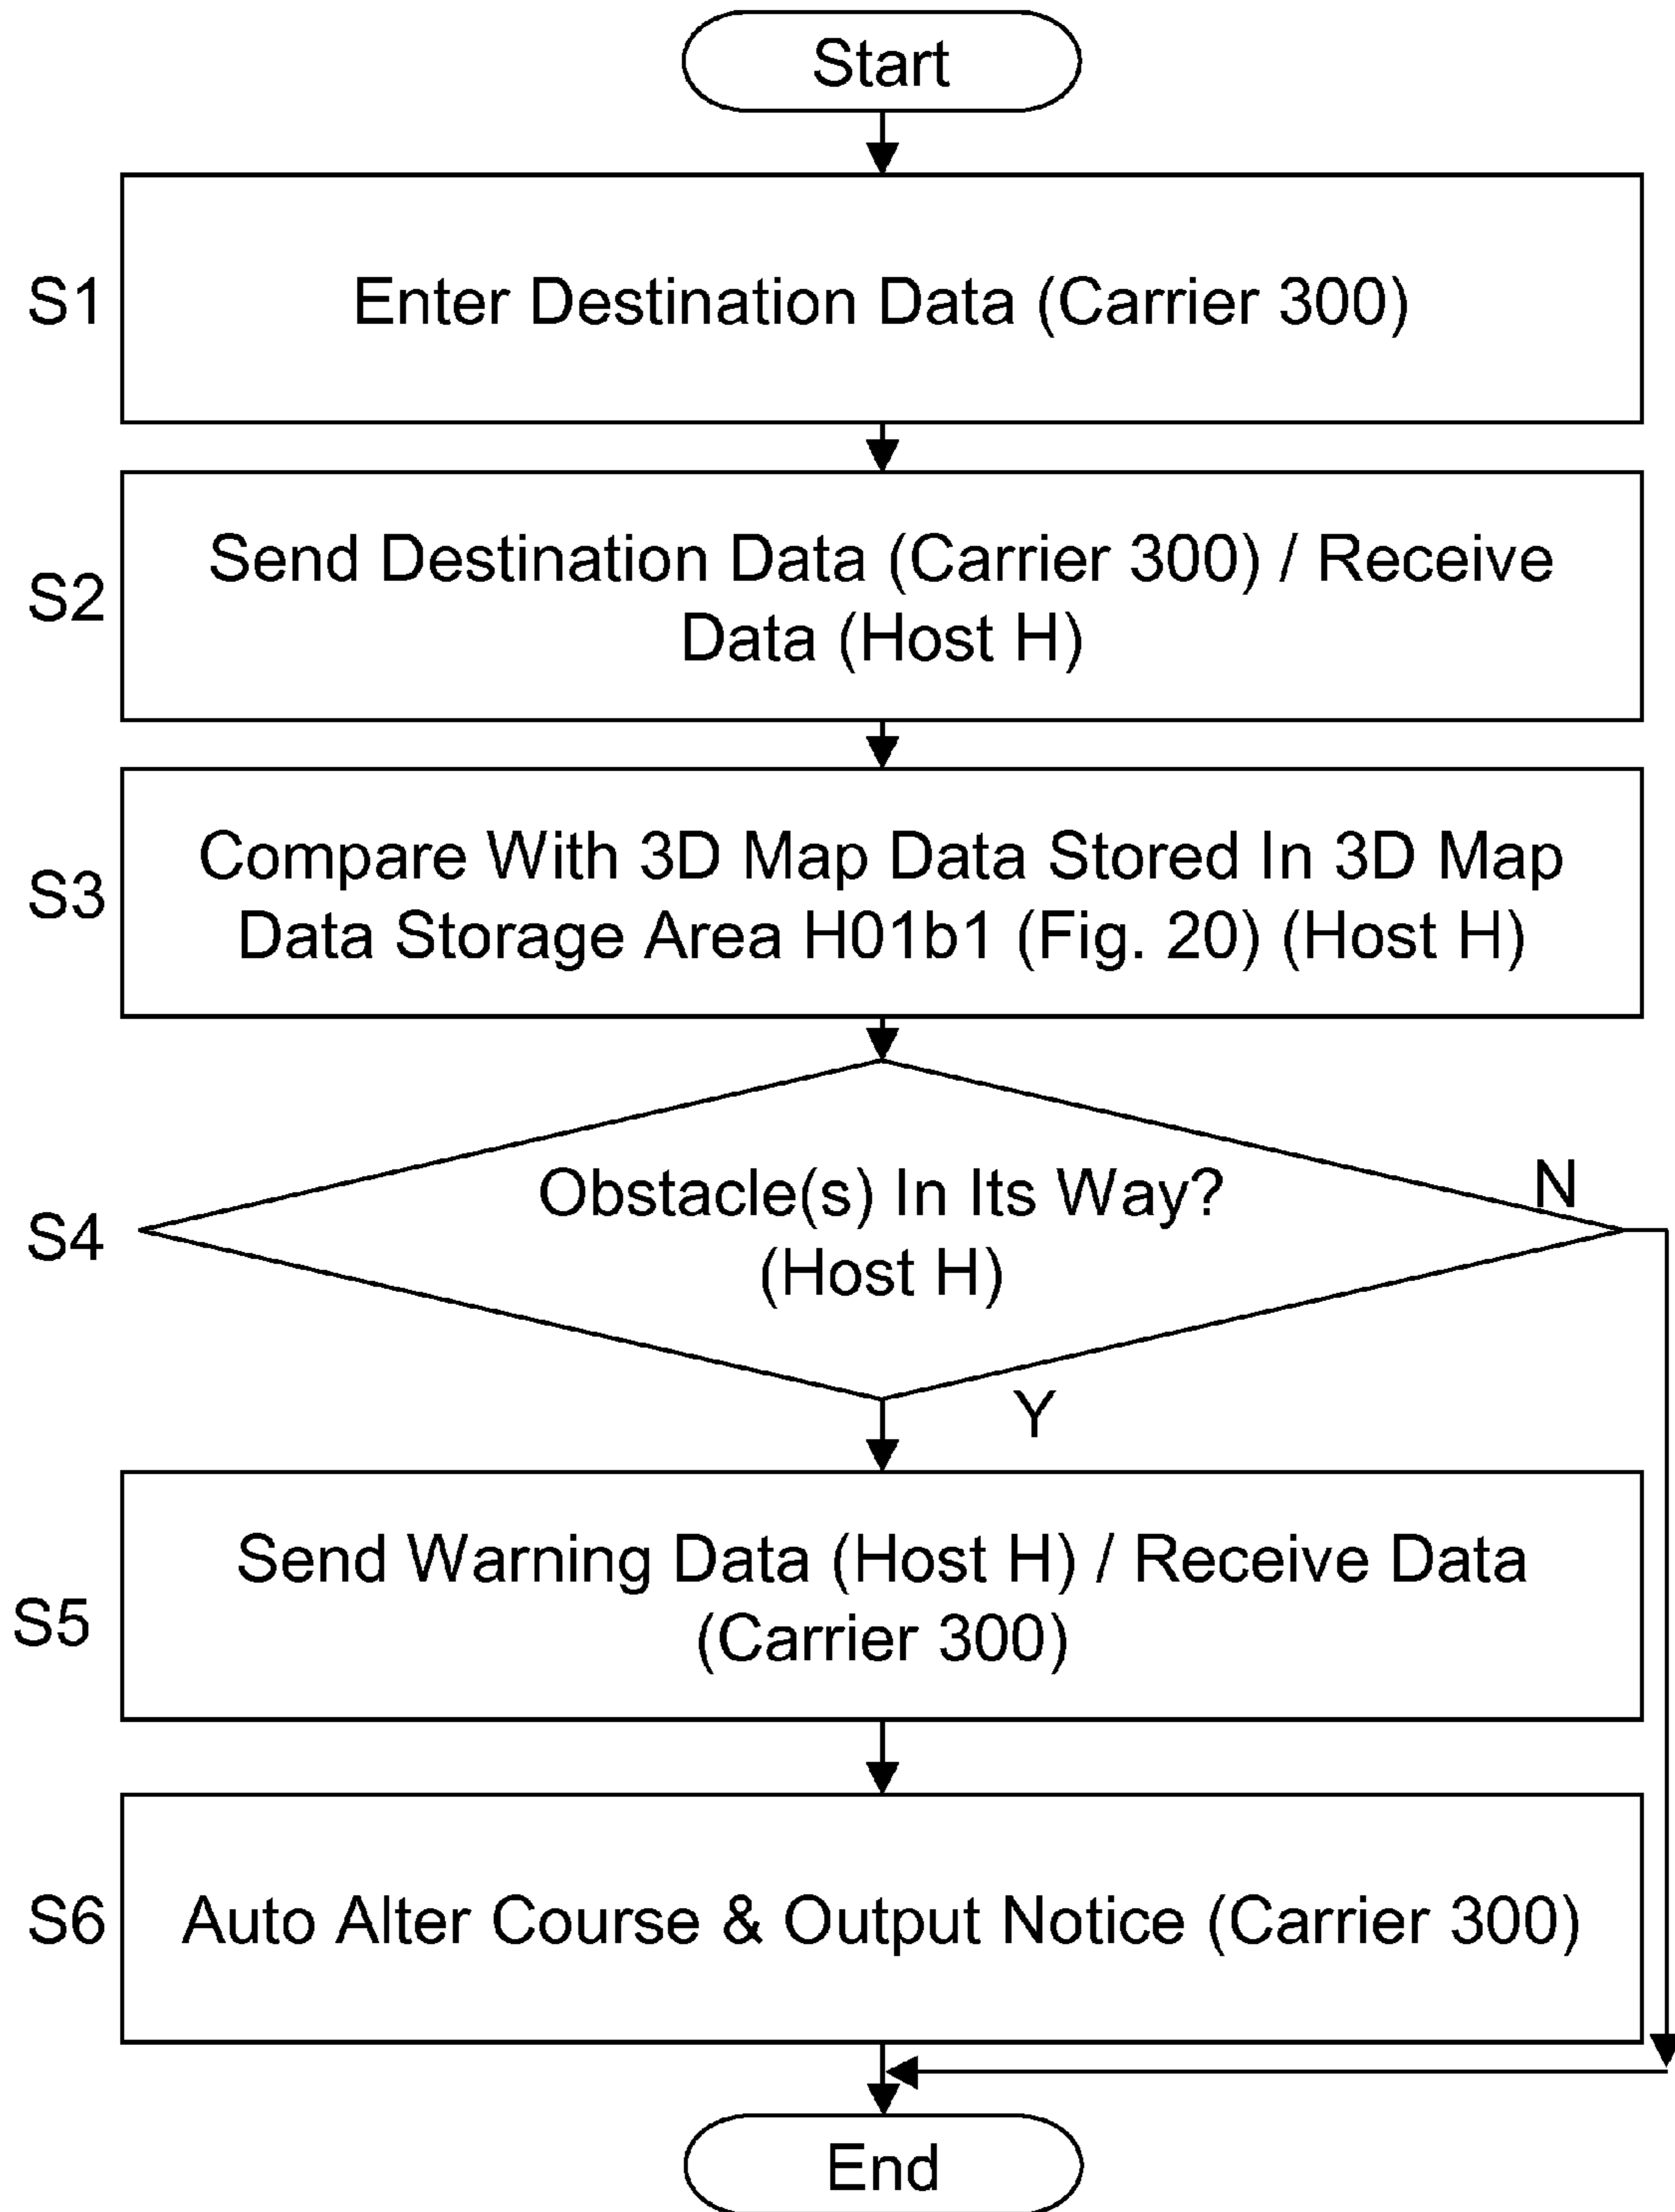 Start
S1
Enter Destination Data (Carrier 300)
S2
Send Destination Data (Carrier 300) / Receive
Data (Host H)
S3
Compare With 3D Map Data Stored In 3D Map
Data Storage Area H01b1 (Fig. 20) (Host H)
S4
Obstacle(s) In Its Way?
(Host H)
N
Y
S5
Send Warning Data (Host H) / Receive Data
(Carrier 300)
S6
Auto Alter Course & Output Notice (Carrier 300)
End